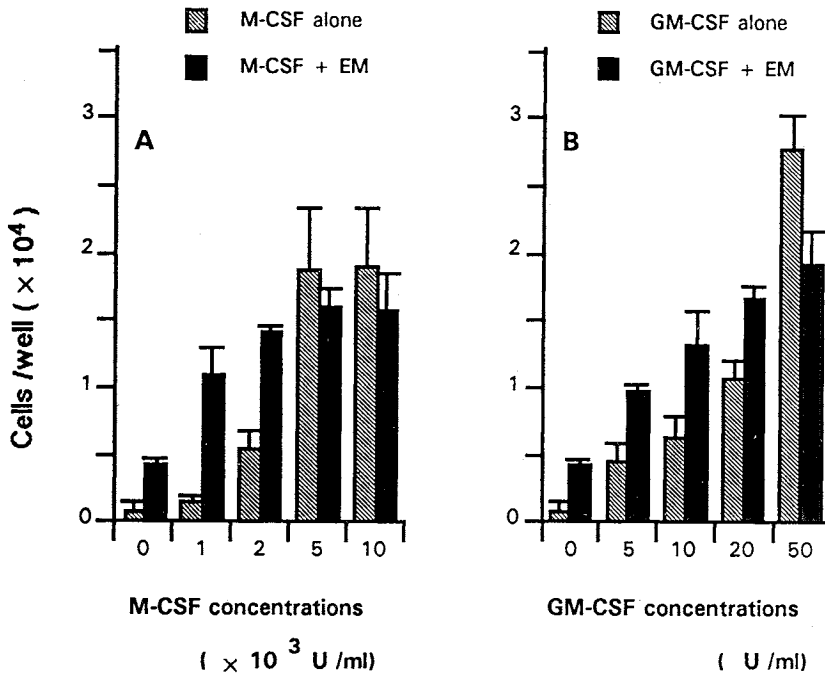 M-CSF alone
M-CSF + EM
GM-CSF alone
GM-CSF + EM
A
B
Cells /well ( × 10⁴)
3
2
1
0
3
2
1
0
0 1 2 5 10
0 5 10 20 50
M-CSF concentrations
( × 10³ U /ml)
GM-CSF concentrations
( U /ml)